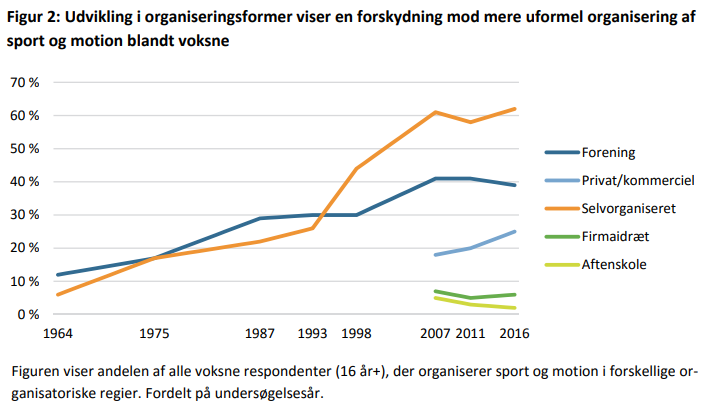 Figur 2: Udvikling i organiseringsformer viser en forskydning mod mere uformel organisering af
sport og motion blandt voksne
70 %
60 %
50 %
40 %
30 %
20 %
10 %
0 %
1964 1975 1987 1993 1998 2007 2011 2016
Forening
Privat/kommerciel
Selvorganiseret
Firmaidræt
Aftenskole
Figuren viser andelen af alle voksne respondenter (16 år+), der organiserer sport og motion i forskellige or-
ganisatoriske regier. Fordelt på undersøgelsesår.